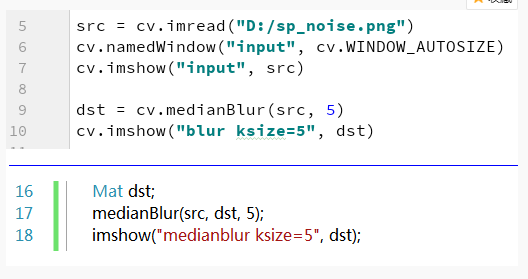 5 src = cv.imread("D:/sp_noise.png")
6 cv.namedWindow("input", cv.WINDOW_AUTOSIZE)
7 cv.imshow("input", src)
8
9 dst = cv.medianBlur(src, 5)
10 cv.imshow("blur ksize=5", dst)
16 Mat dst;
17 medianBlur(src, dst, 5);
18 imshow("medianblur ksize=5", dst);